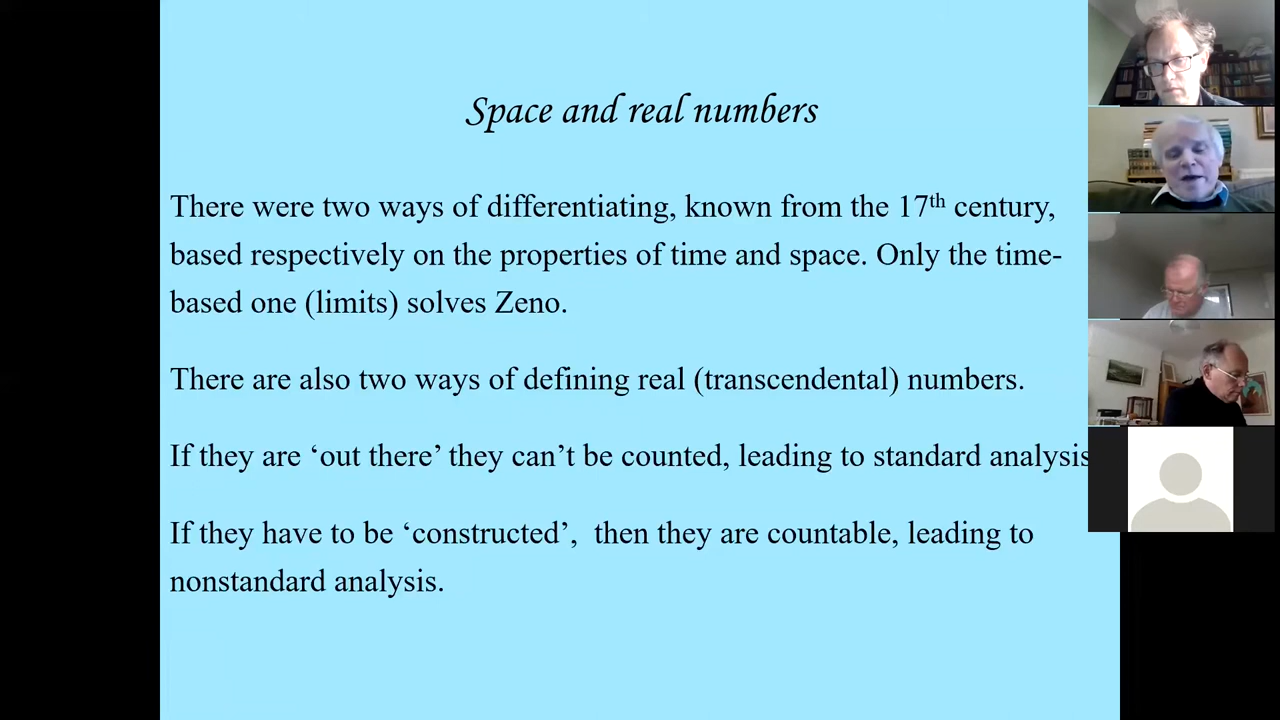 Space and real numbers
There were two ways of differentiating, known from the 17th century,
based respectively on the properties of time and space. Only the time-
based one (limits) solves Zeno.
There are also two ways of defining real (transcendental) numbers.
If they are ‘out there’ they can’t be counted, leading to standard analysis
If they have to be ‘constructed’,  then they are countable, leading to
nonstandard analysis.